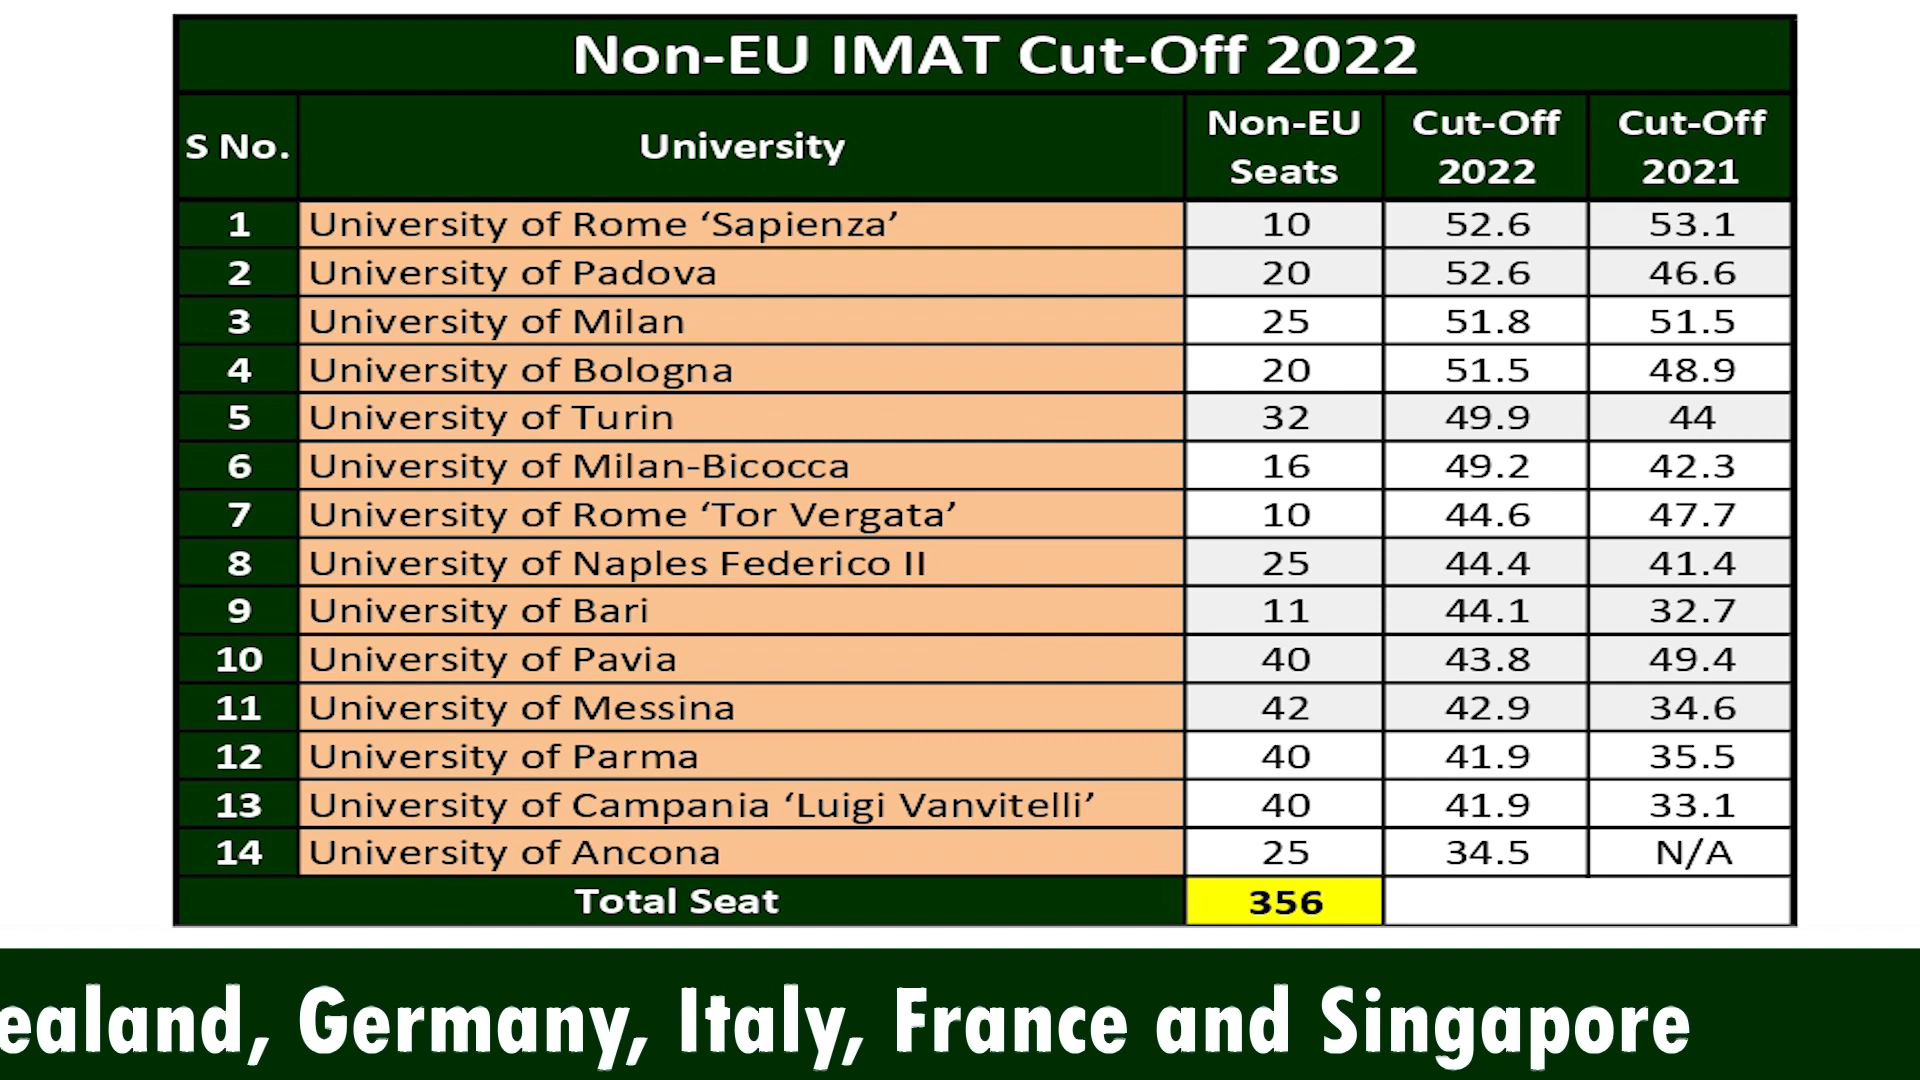 Non-EU IMAT Cut-Off 2022
S No. University Non-EU Seats Cut-Off 2022 Cut-Off 2021
1 University of Rome ‘Sapienza’ 10 52.6 53.1
2 University of Padova 20 52.6 46.6
3 University of Milan 25 51.8 51.5
4 University of Bologna 20 51.5 48.9
5 University of Turin 32 49.9 44
6 University of Milan-Bicocca 16 49.2 42.3
7 University of Rome ‘Tor Vergata’ 10 44.6 47.7
8 University of Naples Federico II 25 44.4 41.4
9 University of Bari 11 44.1 32.7
10 University of Pavia 40 43.8 49.4
11 University of Messina 42 42.9 34.6
12 University of Parma 40 41.9 35.5
13 University of Campania ‘Luigi Vanvitelli’ 40 41.9 33.1
14 University of Ancona 25 34.5 N/A
Total Seat 356
ealand, Germany, Italy, France and Singapore